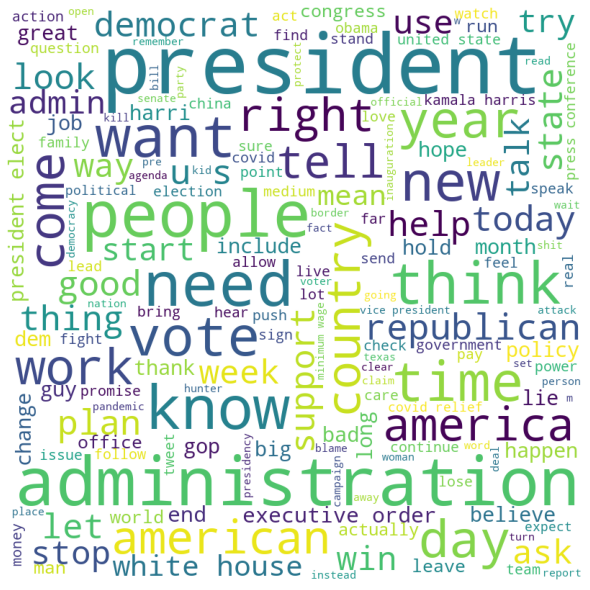 action
open
democrat
act
congress
watch
use
run
try
great
remember
find
obama
w
question
bill
party
president
stand
united state
read
look
senate
protect
official
kamala harris
press conference
admin
kill
china
right
love
year
state
job
harri
sure
inauguration
talk
family
want
covid
tell
leader
hope
new
president elect
come
way
pre
kid
u s
point
agenda
political
election
medium
mean
speak
democracy
people
border
far
help
today
wait
start
include
fact
country
hold
month
shit
lead
allow
live
send
feel
real
good
need
voter
going
think
nation
bring
hear
lot
vice president
attack
thing
vote
push
support
minimum wage
republican
dem
fight
sign
check
government
texas
pay
policy
work
thank
week
clear
set
power
guy
promise
know
time
care
claim
person
m
change
hunter
lie
plan
pandemic
bad
long
covid relief
america
office
gop
big
continue
word
happen
issue
follow
tweet
presidency
blame
campaign
woman
lose
deal
administration
away
place
let
world
end
executive order
actually
turn
believe
expect
money
stop
american
win
day
ask
man
white house
instead
leave
team
report